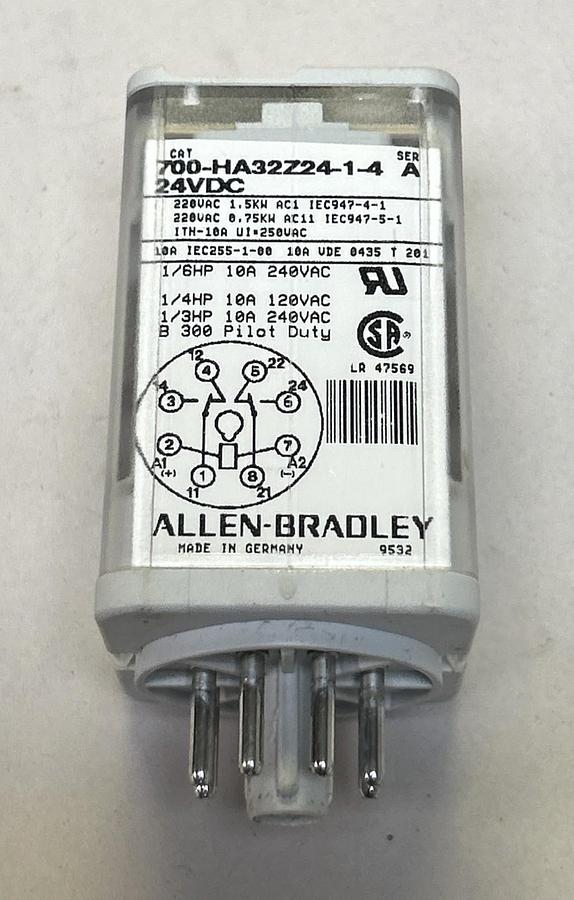 CAT
SER
700-HA32Z24-1-4 A
24VDC
220VAC 1.5KW AC1 IEC947-4-1
220VAC 0.75KW AC11 IEC947-5-1
ITH-10A UI=250VAC
10A IEC255-1-00 10A VDE 0435 T 201
1/6HP 10A 240VAC
1/4HP 10A 120VAC
1/3HP 10A 240VAC
B 300 Pilot Duty
RU
SA
LR 47569
12
22
4
5
14
24
3
6
2
7
A1
(+)
A2
(-)
1
8
11
21
ALLEN-BRADLEY
MADE IN GERMANY
9532